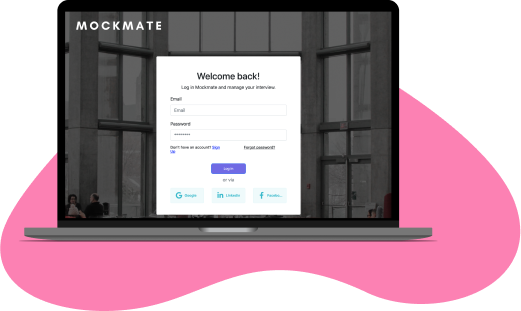 MOCKMATE
Welcome back!
Log in Mockmate and manage your interview.
Email
Email
Password
********
Don't have an account? Sign
Up
Forgot password?
Log in
or via
Google
LinkedIn
Facebo...